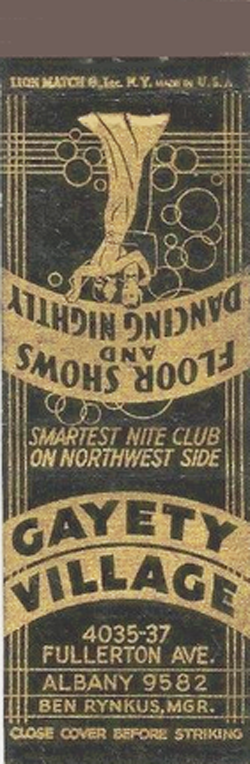 LION MATCH CO., Inc. N.Y. MADE IN U.S.A.
FLOOR SHOWS
AND
DANCING NIGHTLY
SMARTEST NITE CLUB
ON NORTHWEST SIDE
GAYETY
VILLAGE
4035-37
FULLERTON AVE.
ALBANY 9582
BEN RYNKUS, MGR.
CLOSE COVER BEFORE STRIKING